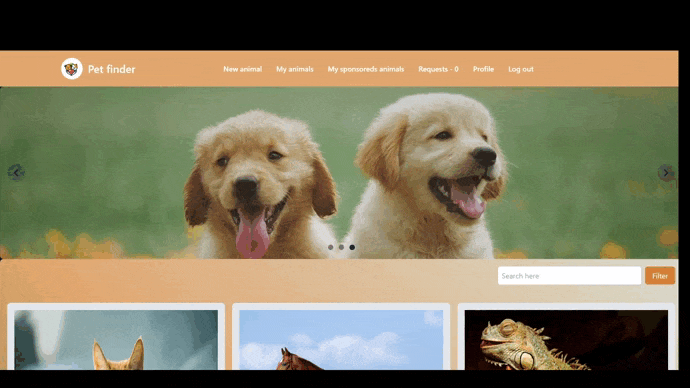 Pet finder
New animal My animals My sponsoreds animals Requests - 0 Profile Log out
Search here
Filter